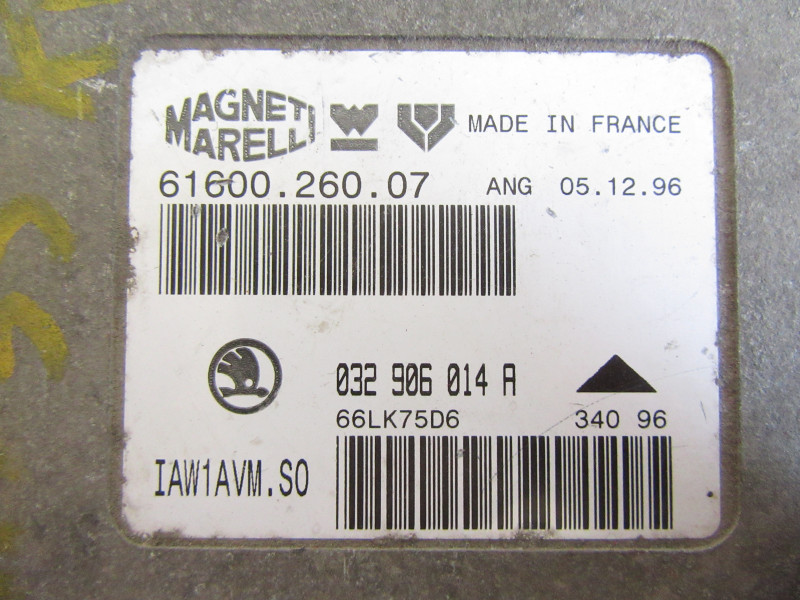 MAGNETI
MARELLI
MADE IN FRANCE
61600.260.07 ANG 05.12.96
032 906 014 A
66LK75D6 340 96
IAW1AVM.S0